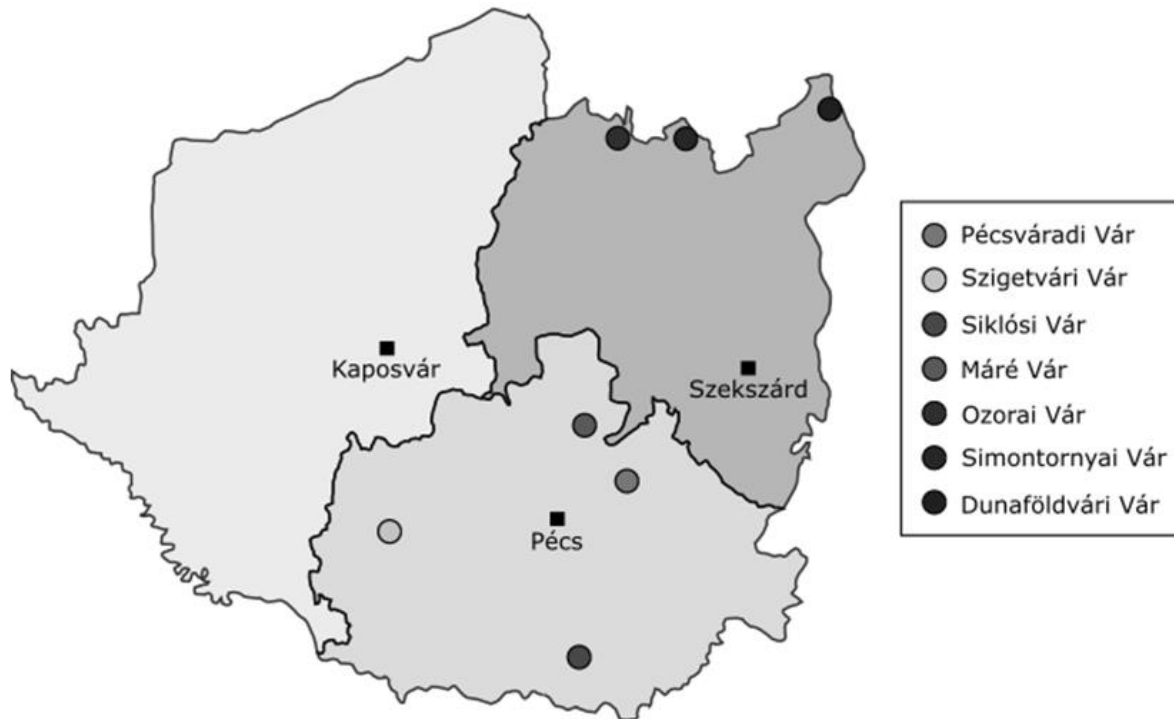 Kaposvár
Szekszárd
Pécs
Pécsváradi Vár
Szigetvári Vár
Siklósi Vár
Máré Vár
Ozorai Vár
Simontornyai Vár
Dunaföldvári Vár